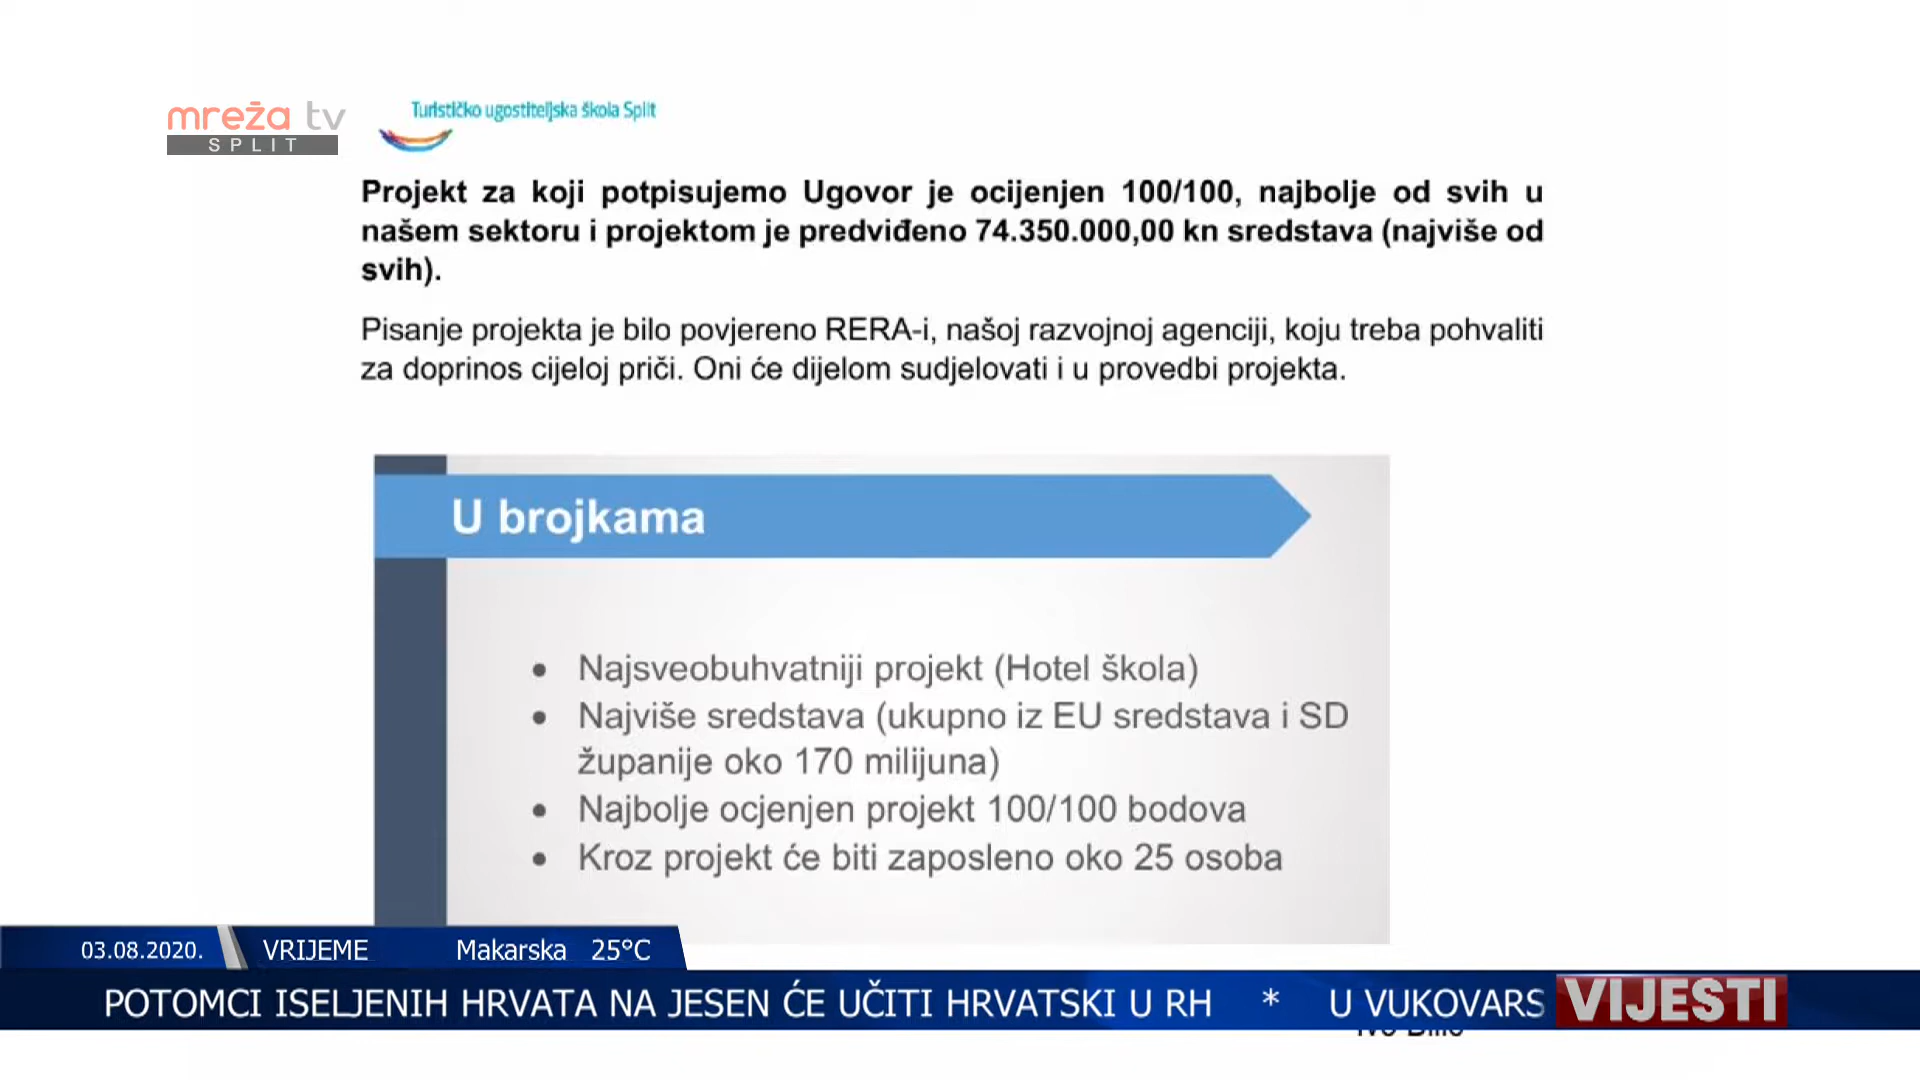 mreža tv
SPLIT
Turističko ugostiteljska škola Split
Projekt za koji potpisujemo Ugovor je ocijenjen 100/100, najbolje od svih u
našem sektoru i projektom je predviđeno 74.350.000,00 kn sredstava (najviše od
svih).
Pisanje projekta je bilo povjereno RERA-i, našoj razvojnoj agenciji, koju treba pohvaliti
za doprinos cijeloj priči. Oni će dijelom sudjelovati i u provedbi projekta.
U brojkama
• Najsveobuhvatniji projekt (Hotel škola)
• Najviše sredstava (ukupno iz EU sredstava i SD
županije oko 170 milijuna)
• Najbolje ocjenjen projekt 100/100 bodova
• Kroz projekt će biti zaposleno oko 25 osoba
03.08.2020. VRIJEME Makarska 25°C
POTOMCI ISELJENIH HRVATA NA JESEN ĆE UČITI HRVATSKI U RH * U VUKOVARS
VIJESTI